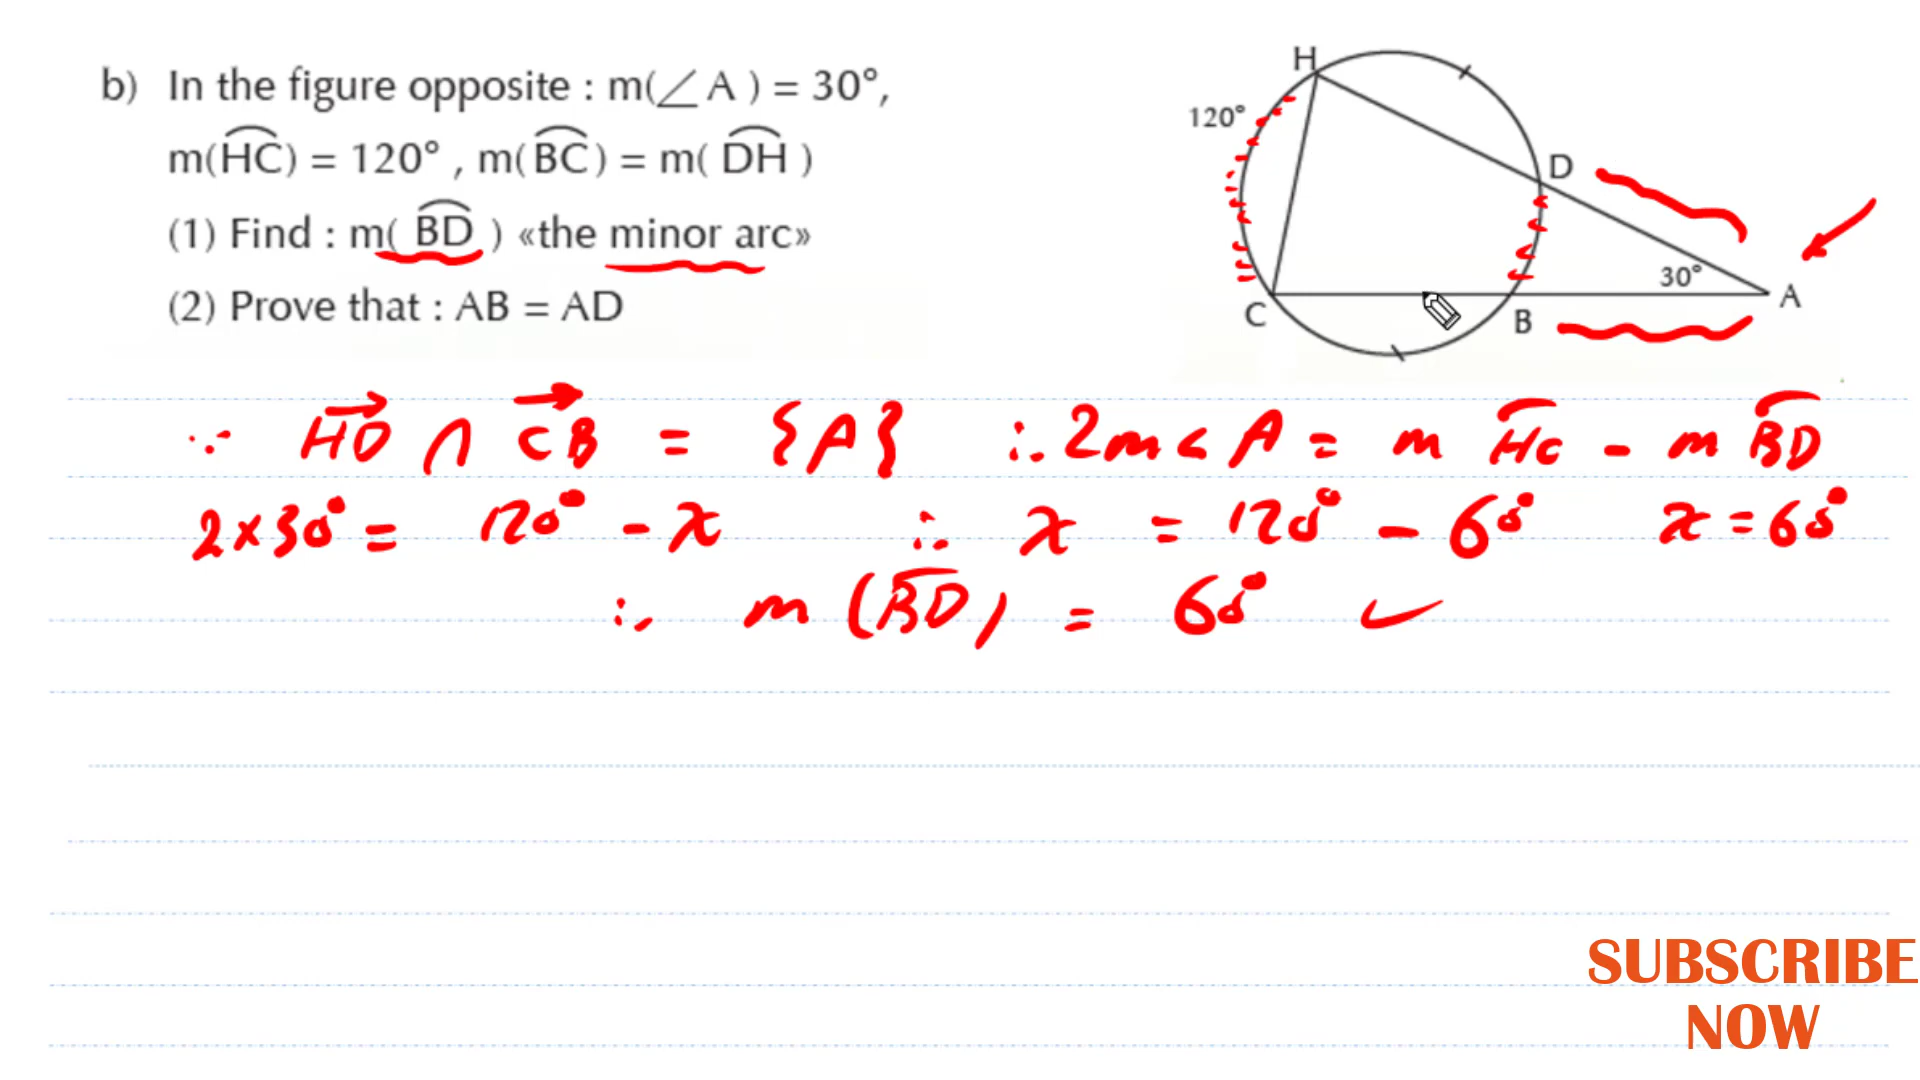 b) In the figure opposite : m(∠A ) = 30°,
m(HC) = 120° , m(BC) = m( DH )
(1) Find : m( BD ) «the minor arc»
(2) Prove that : AB = AD
H
120°
D
30°
A
C
B
∵ HD ∩ CB = {A} ∴ 2m<A = m HC - m BD
2×30° = 120° - x ∴ x = 120° - 60° x = 60°
∴ m (BD) = 60° ✓
SUBSCRIBE
NOW